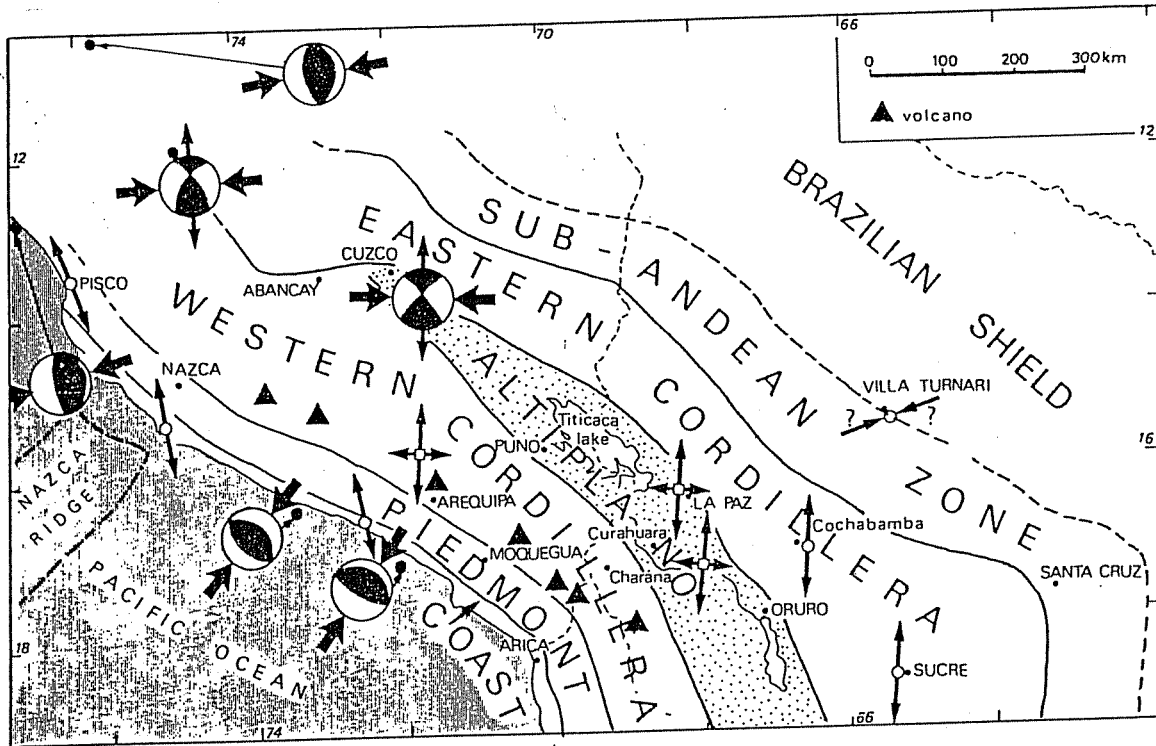 74
70
66
0 100 200 300km
volcano
12
12
BRAZILIAN SHIELD
SUB-ANDEAN ZONE
EASTERN CORDILLERA
CUZCO
ABANCAY
PISCO
WESTERN CORDILLERA
NAZCA
ALTIPLANO
Titicaca lake
PUNO
VILLA TURNARI
? ?
16
NAZCA RIDGE
AREQUIPA
LA PAZ
PIEDMONT
MOQUEGUA
Curahuara
Cochabamba
Charana
SANTA CRUZ
PACIFIC OCEAN
COAST
ORURO
ARICA
18
SUCRE
74
66